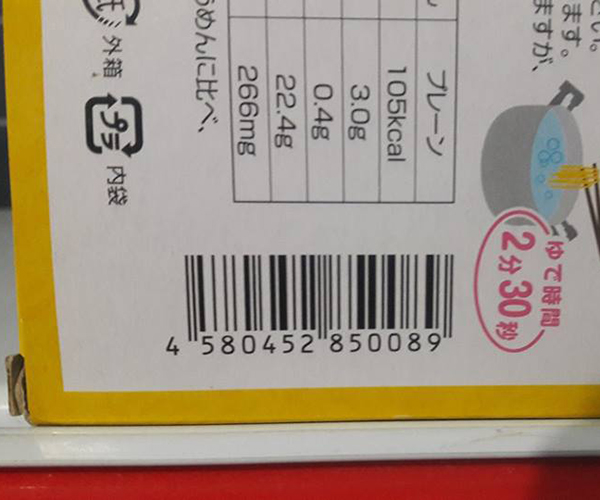 プレーン
105kcal
3.0g
0.4g
22.4g
266mg
うめんに比べ、
外箱
プラ
内袋
ます。
ますが、
ゆで時間
2分30秒
4 580452 850089